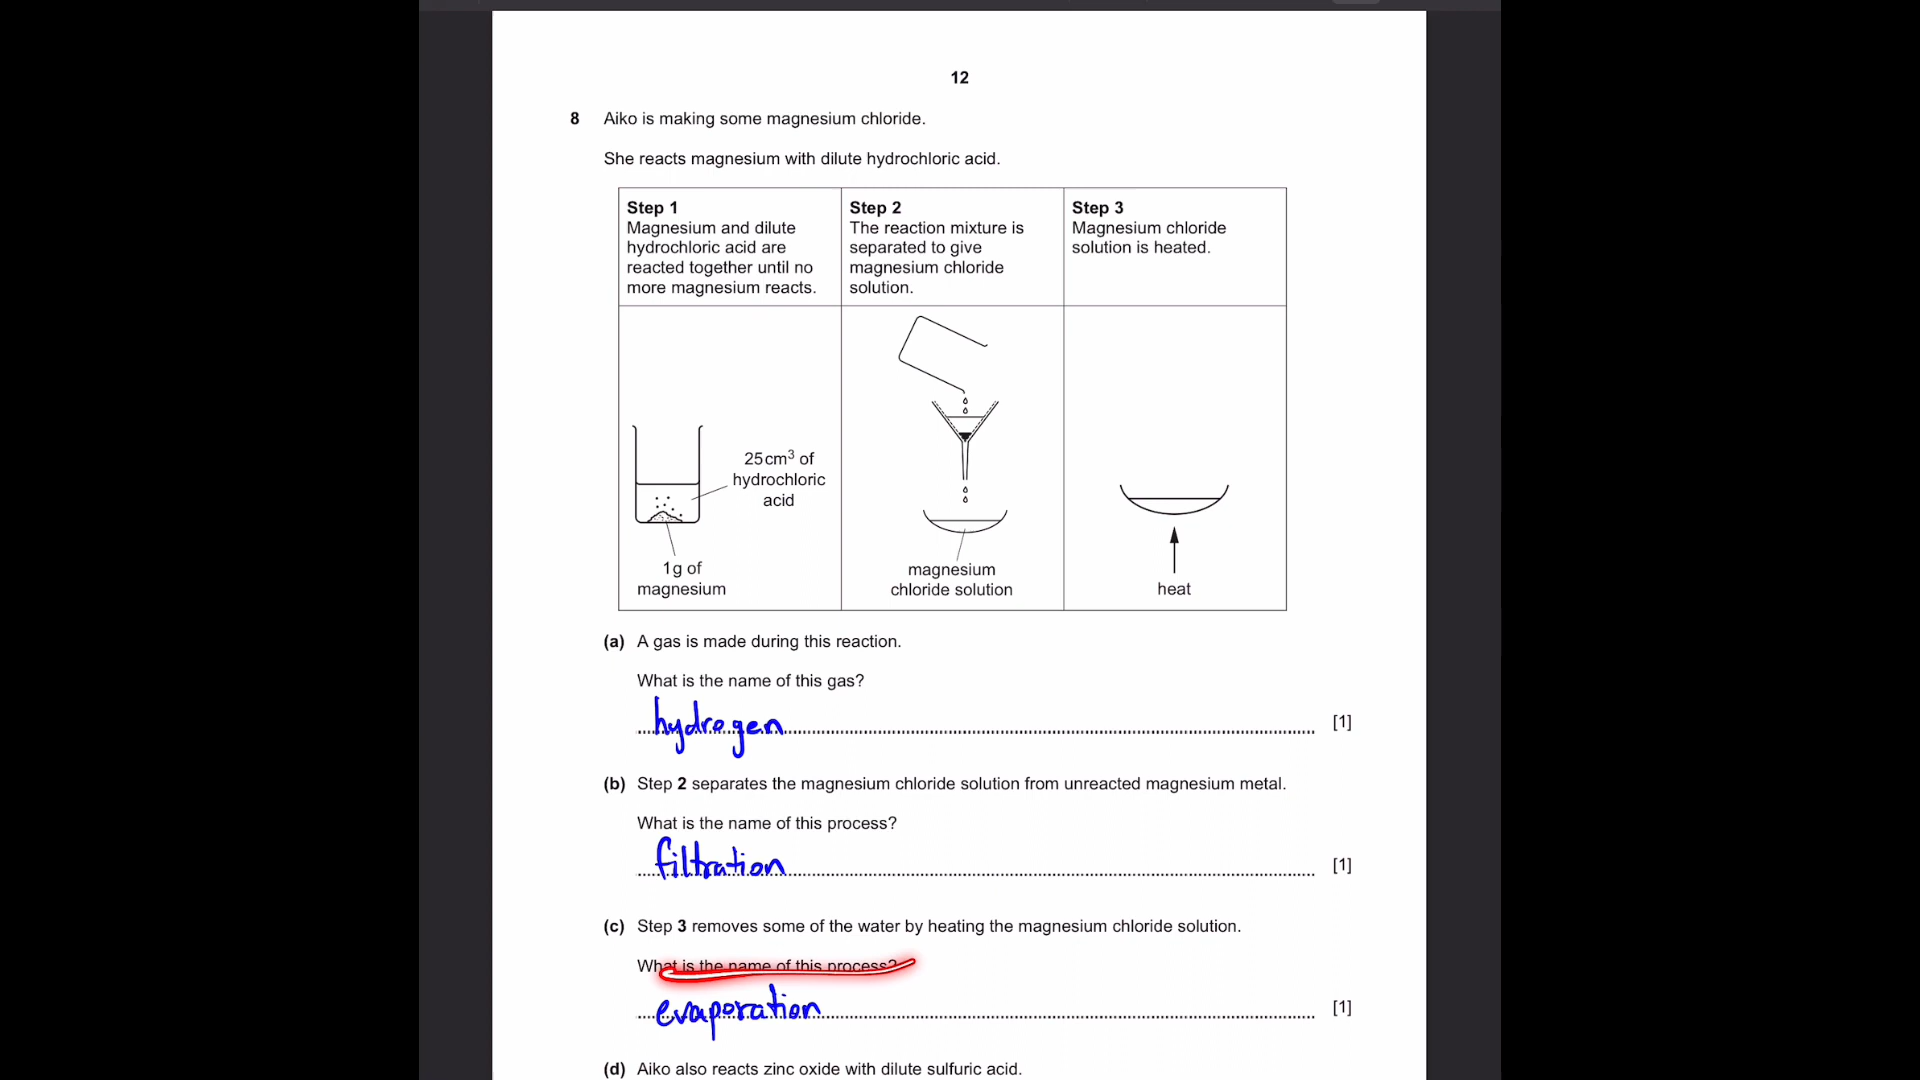 12
8 Aiko is making some magnesium chloride.
She reacts magnesium with dilute hydrochloric acid.
Step 1
Magnesium and dilute
hydrochloric acid are
reacted together until no
more magnesium reacts.
Step 2
The reaction mixture is
separated to give
magnesium chloride
solution.
Step 3
Magnesium chloride
solution is heated.
25 cm³ of
hydrochloric
acid
1 g of
magnesium
magnesium
chloride solution
heat
(a) A gas is made during this reaction.
What is the name of this gas?
hydrogen [1]
(b) Step 2 separates the magnesium chloride solution from unreacted magnesium metal.
What is the name of this process?
filtration [1]
(c) Step 3 removes some of the water by heating the magnesium chloride solution.
What is the name of this process?
evaporation [1]
(d) Aiko also reacts zinc oxide with dilute sulfuric acid.